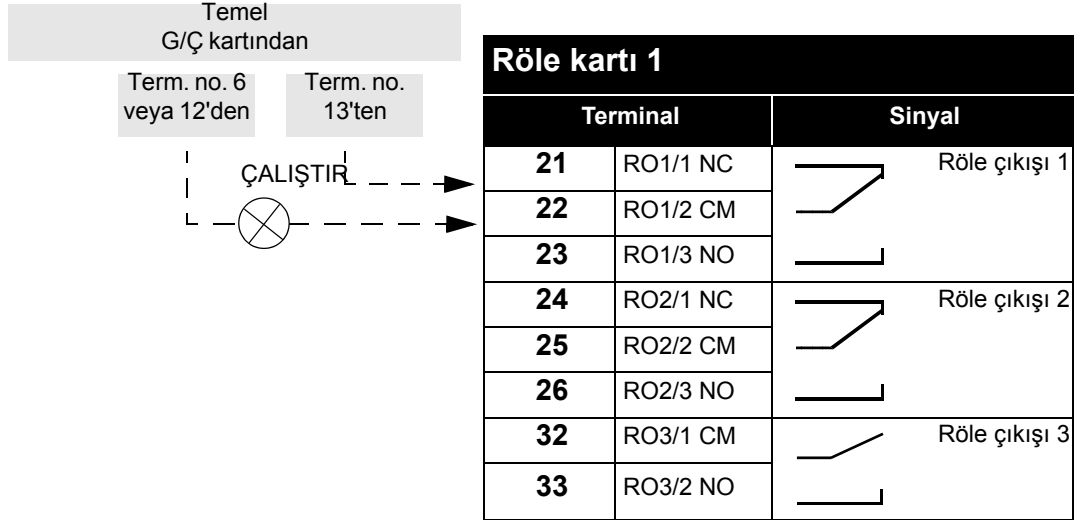 Temel
G/Ç kartından
Term. no. 6
veya 12'den
Term. no.
13'ten
ÇALIŞTIR
Röle kartı 1
Terminal Sinyal
21 RO1/1 NC Röle çıkışı 1
22 RO1/2 CM
23 RO1/3 NO
24 RO2/1 NC Röle çıkışı 2
25 RO2/2 CM
26 RO2/3 NO
32 RO3/1 CM Röle çıkışı 3
33 RO3/2 NO